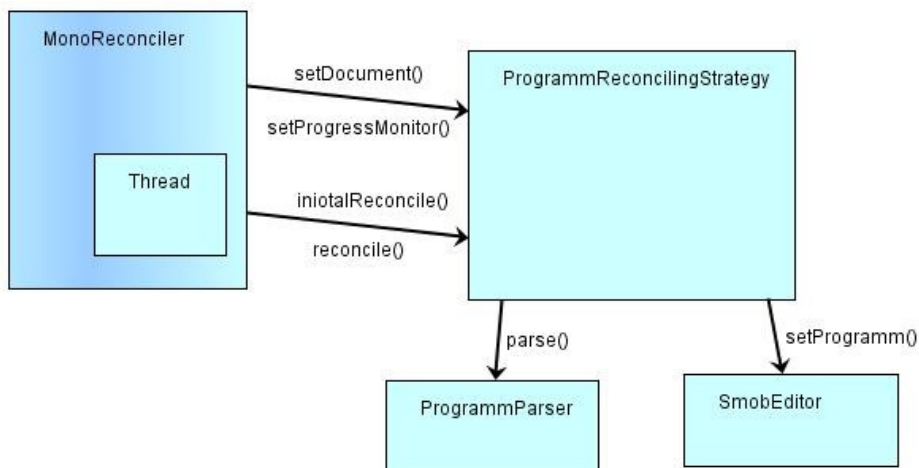 MonoReconciler
setDocument()
ProgrammReconcilingStrategy
setProgressMonitor()
Thread
iniotalReconcile()
reconcile()
parse()
setProgramm()
ProgrammParser
SmobEditor